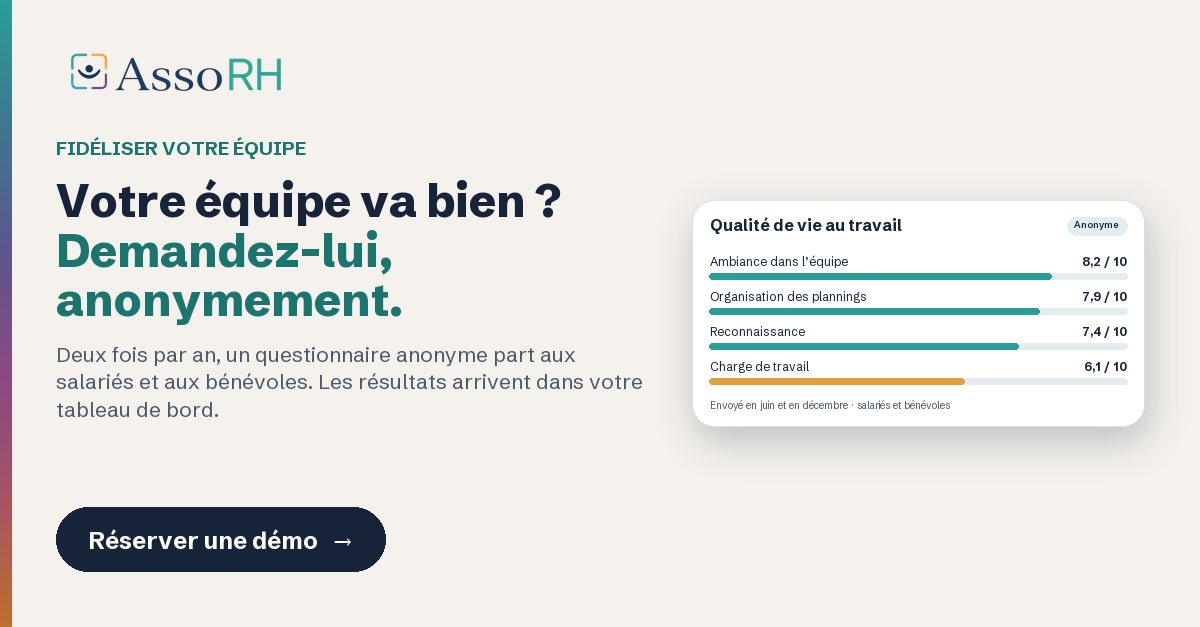 AssoRH
FIDÉLISER VOTRE ÉQUIPE
Votre équipe va bien ?
Demandez-lui,
anonymement.
Deux fois par an, un questionnaire anonyme part aux
salariés et aux bénévoles. Les résultats arrivent dans votre
tableau de bord.
Réserver une démo →
Qualité de vie au travail
Anonyme
Ambiance dans l’équipe 8,2 / 10
Organisation des plannings 7,9 / 10
Reconnaissance 7,4 / 10
Charge de travail 6,1 / 10
Envoyé en juin et en décembre · salariés et bénévoles